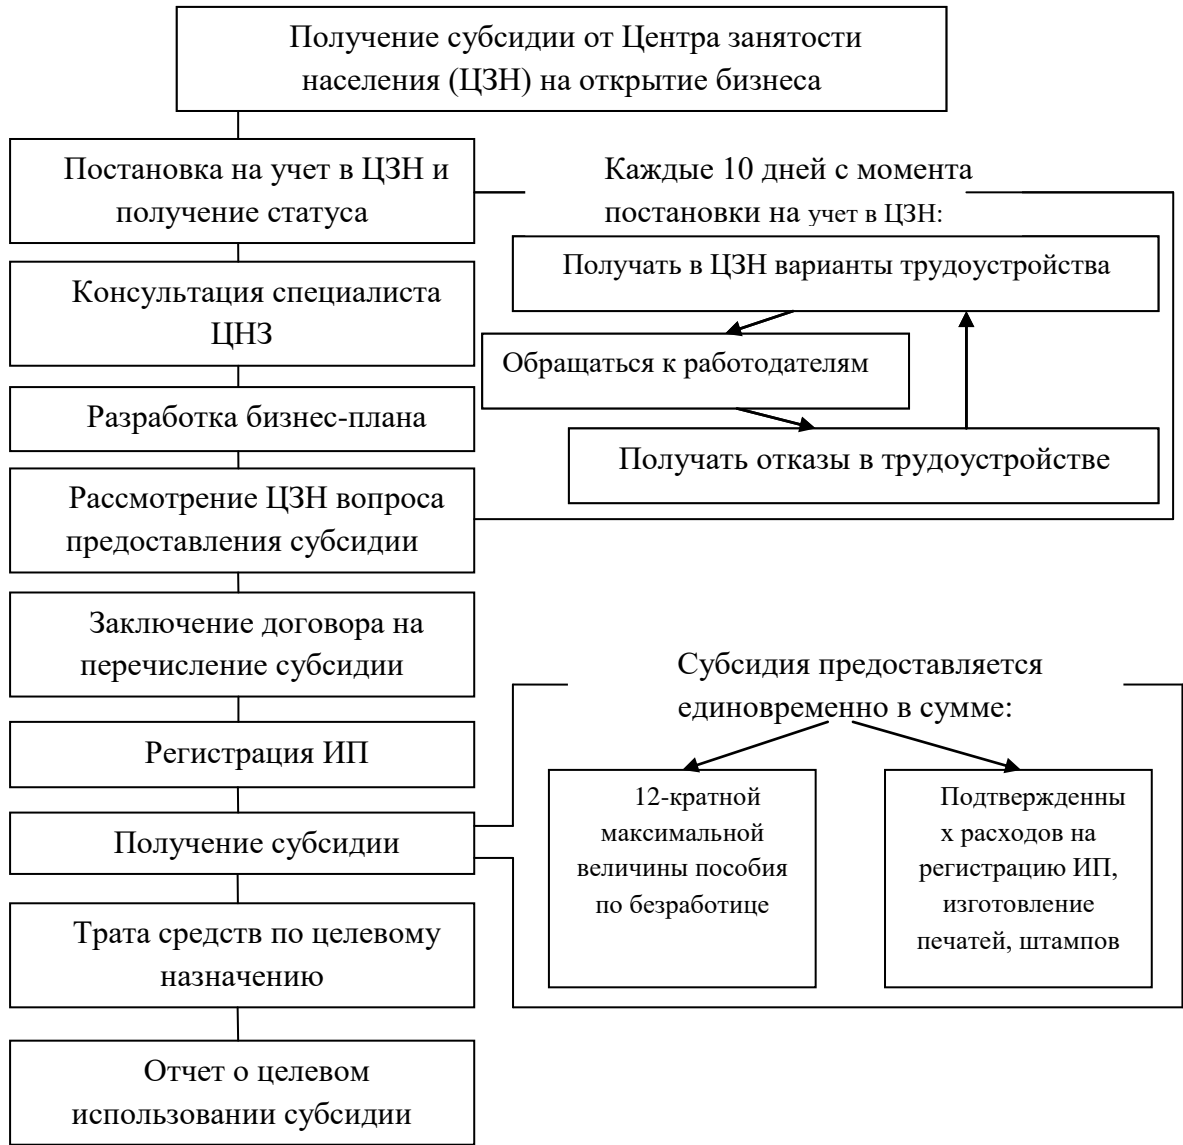 Получение субсидии от Центра занятости
населения (ЦЗН) на открытие бизнеса
Постановка на учет в ЦЗН и
получение статуса
Каждые 10 дней с момента
постановки на учет в ЦЗН:
Получать в ЦЗН варианты трудоустройства
Обращаться к работодателям
Получать отказы в трудоустройстве
Консультация специалиста
ЦНЗ
Разработка бизнес-плана
Рассмотрение ЦЗН вопроса
предоставления субсидии
Заключение договора на
перечисление субсидии
Регистрация ИП
Получение субсидии
Субсидия предоставляется
единовременно в сумме:
12-кратной
максимальной
величины пособия
по безработице
Подтвержденны
х расходов на
регистрацию ИП,
изготовление
печатей, штампов
Трата средств по целевому
назначению
Отчет о целевом
использовании субсидии